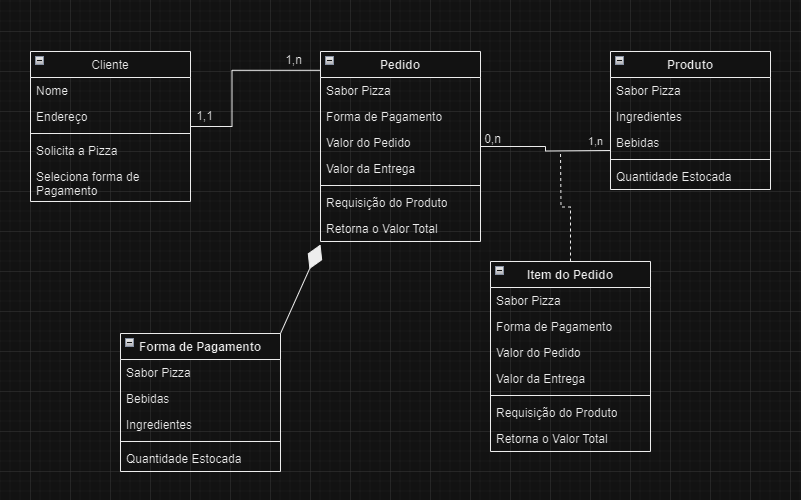 Cliente
Nome
Endereço
Solicita a Pizza
Seleciona forma de
Pagamento
1,1
1,n
Pedido
Sabor Pizza
Forma de Pagamento
Valor do Pedido
Valor da Entrega
Requisição do Produto
Retorna o Valor Total
0,n
1,n
Produto
Sabor Pizza
Ingredientes
Bebidas
Quantidade Estocada
Item do Pedido
Sabor Pizza
Forma de Pagamento
Valor do Pedido
Valor da Entrega
Requisição do Produto
Retorna o Valor Total
Forma de Pagamento
Sabor Pizza
Bebidas
Ingredientes
Quantidade Estocada